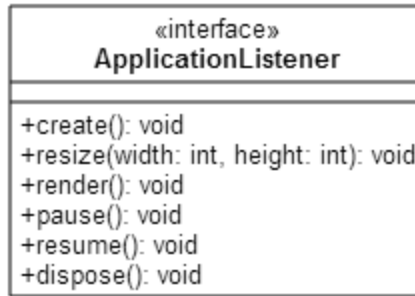 «interface»
ApplicationListener
+create(): void
+resize(width: int, height: int): void
+render(): void
+pause(): void
+resume(): void
+dispose(): void